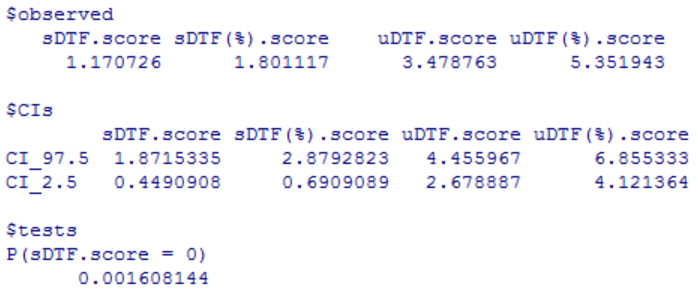 $observed
sDTF.score sDTF(%).score uDTF.score uDTF(%).score
1.170726 1.801117 3.478763 5.351943
$CIs
sDTF.score sDTF(%).score uDTF.score uDTF(%).score
CI_97.5 1.8715335 2.8792823 4.455967 6.855333
CI_2.5 0.4490908 0.6909089 2.678887 4.121364
$tests
P(sDTF.score = 0)
0.001608144